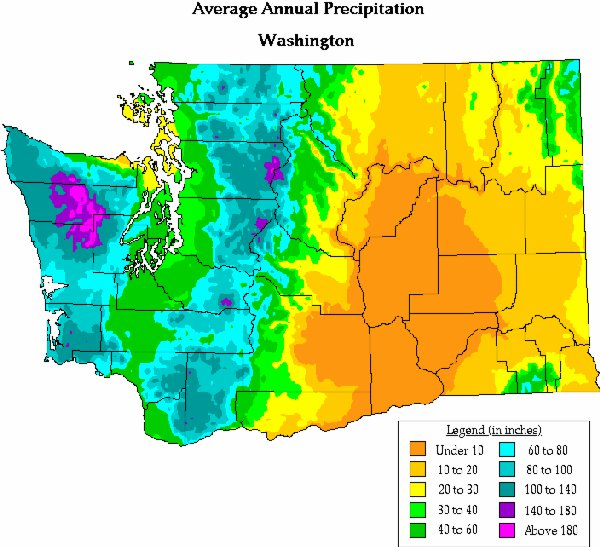 Average Annual Precipitation
Washington
Legend (in inches)
Under 10
10 to 20
20 to 30
30 to 40
40 to 60
60 to 80
80 to 100
100 to 140
140 to 180
Above 180